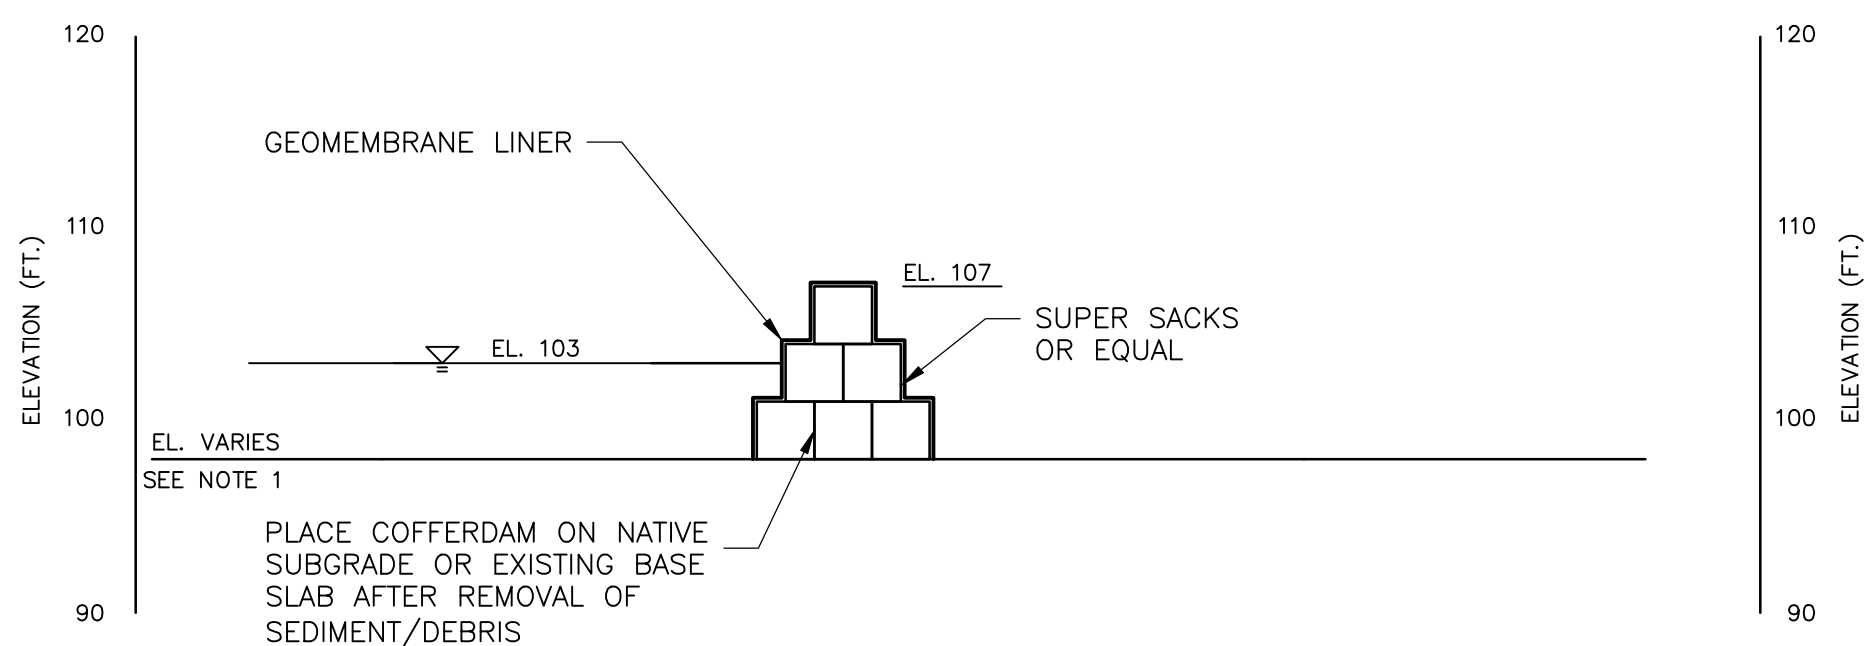 120
120
GEOMEMBRANE LINER
110
110
ELEVATION (FT.)
ELEVATION (FT.)
EL. 107
SUPER SACKS
OR EQUAL
EL. 103
100
100
EL. VARIES
SEE NOTE 1
PLACE COFFERDAM ON NATIVE
SUBGRADE OR EXISTING BASE
SLAB AFTER REMOVAL OF
SEDIMENT/DEBRIS
90
90